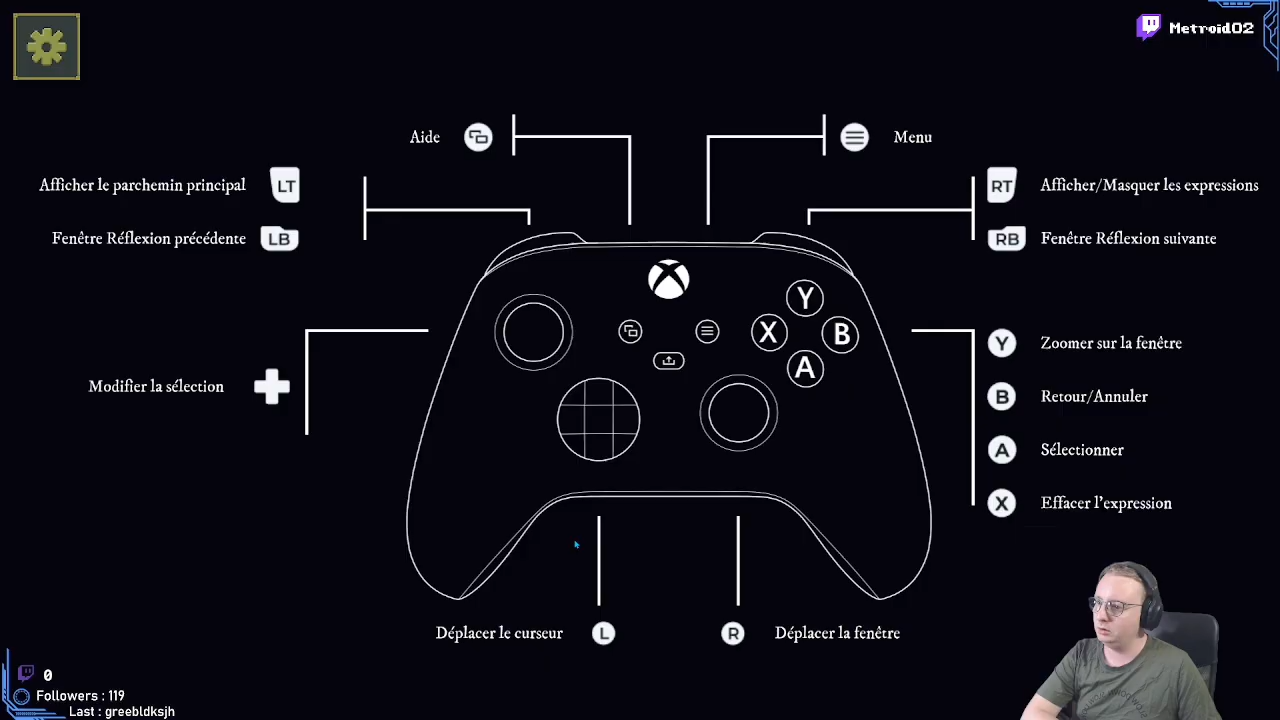 Metroid02
Aide
Menu
Afficher le parchemin principal
LT
RT
Afficher/Masquer les expressions
Fenêtre Réflexion précédente
LB
RB
Fenêtre Réflexion suivante
Y
X
B
A
Y
Zoomer sur la fenêtre
Modifier la sélection
B
Retour/Annuler
A
Sélectionner
X
Effacer l'expression
Déplacer le curseur
L
R
Déplacer la fenêtre
0
Followers : 119
Last : greebldksjh